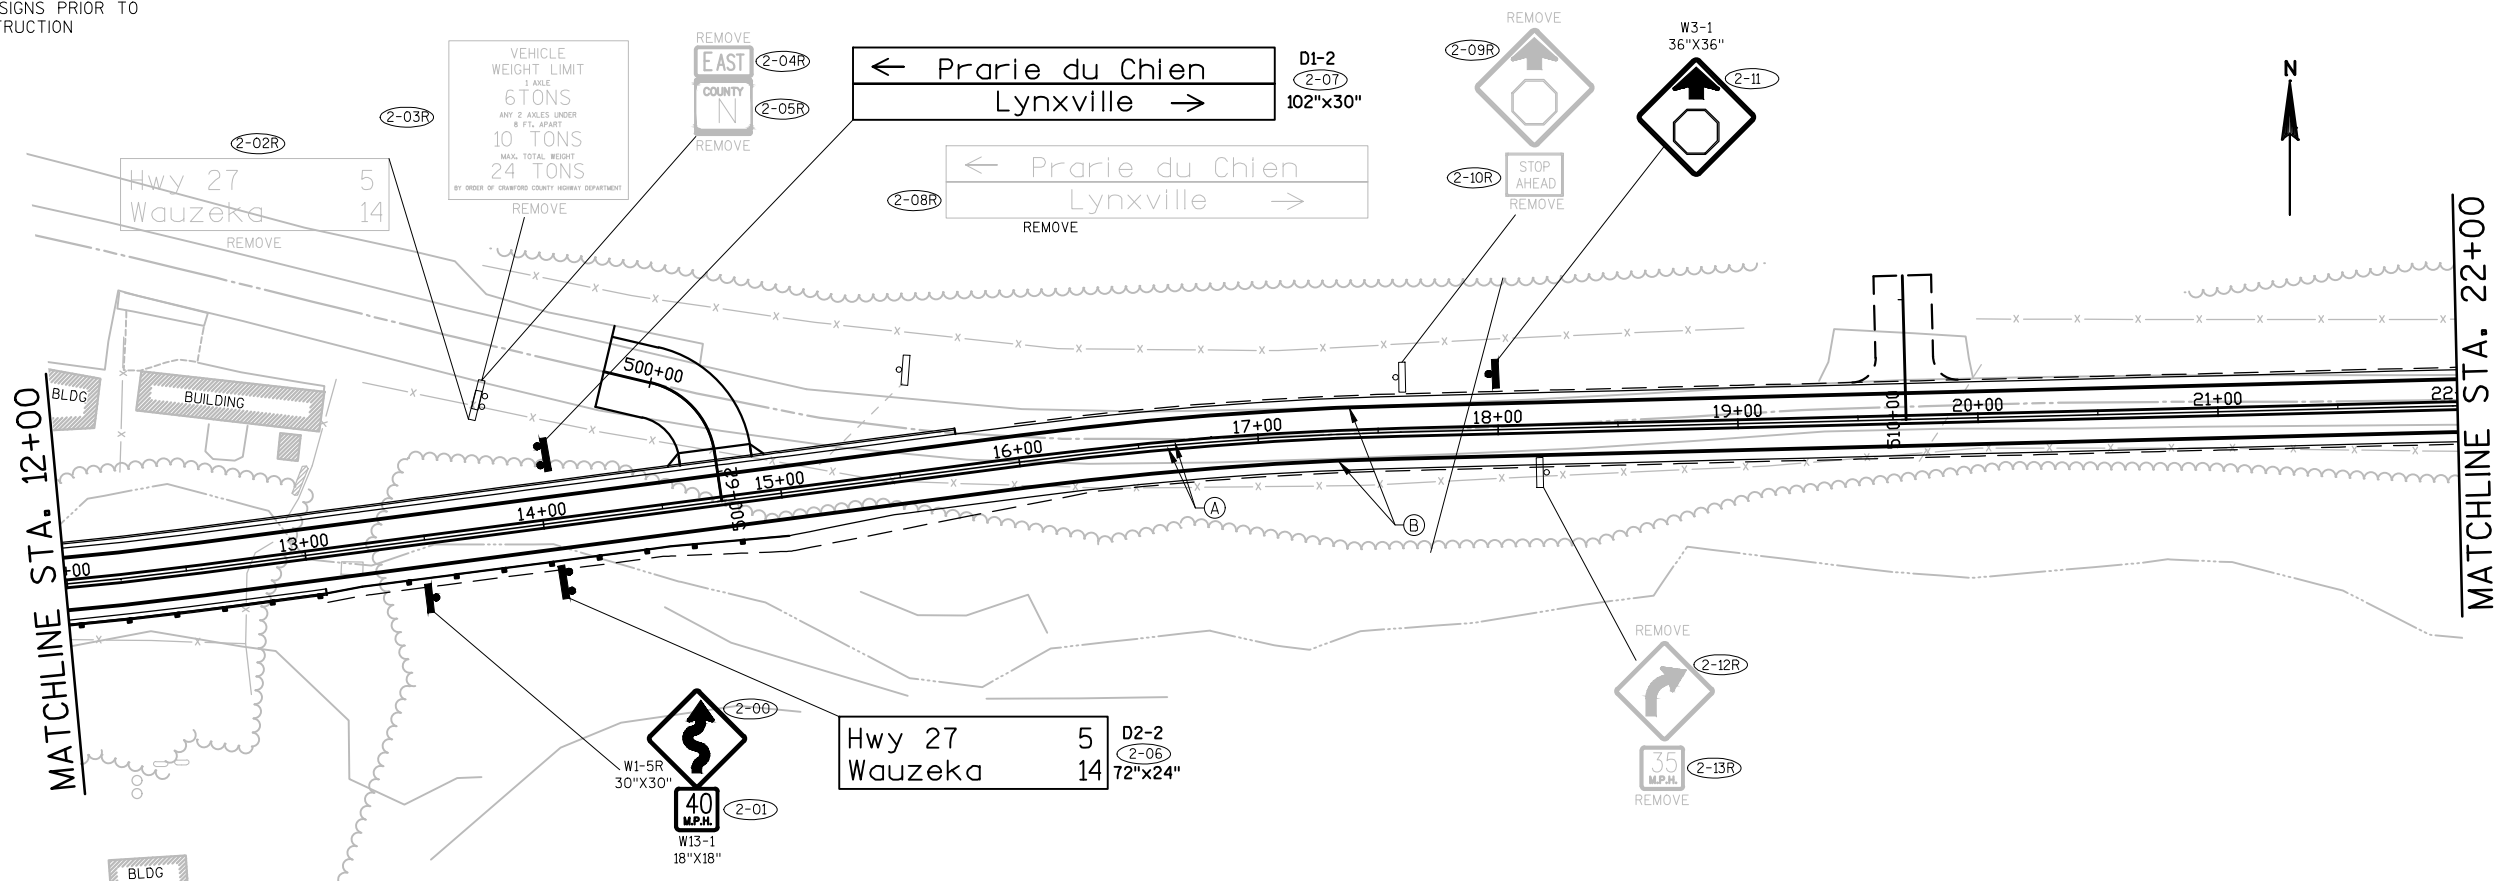 SIGNS PRIOR TO
TRUCTION
2-02R
Hwy 27 5
Wauzeka 14
REMOVE
2-03R
VEHICLE
WEIGHT LIMIT
1 AXLE
6TONS
ANY 2 AXLES UNDER
8 FT. APART
10 TONS
MAX. TOTAL WEIGHT
24 TONS
BY ORDER OF CRAWFORD COUNTY HIGHWAY DEPARTMENT
REMOVE
REMOVE
EAST
2-04R
COUNTY
N
2-05R
REMOVE
← Prarie du Chien
Lynxville →
D1-2
2-07
102"x30"
2-08R
← Prarie du Chien
Lynxville →
REMOVE
REMOVE
2-09R
2-10R
STOP
AHEAD
REMOVE
W3-1
36"X36"
2-11
N
MATCHLINE STA. 12+00
MATCHLINE STA. 22+00
BLDG
BUILDING
+00
13+00
14+00
15+00
16+00
17+00
18+00
19+00
20+00
21+00
22
500+00
500+62
510+00
A
B
W1-5R
30"X30"
2-00
40
M.P.H.
2-01
W13-1
18"X18"
Hwy 27 5
Wauzeka 14
D2-2
2-06
72"x24"
REMOVE
2-12R
35
M.P.H.
2-13R
REMOVE
BLDG